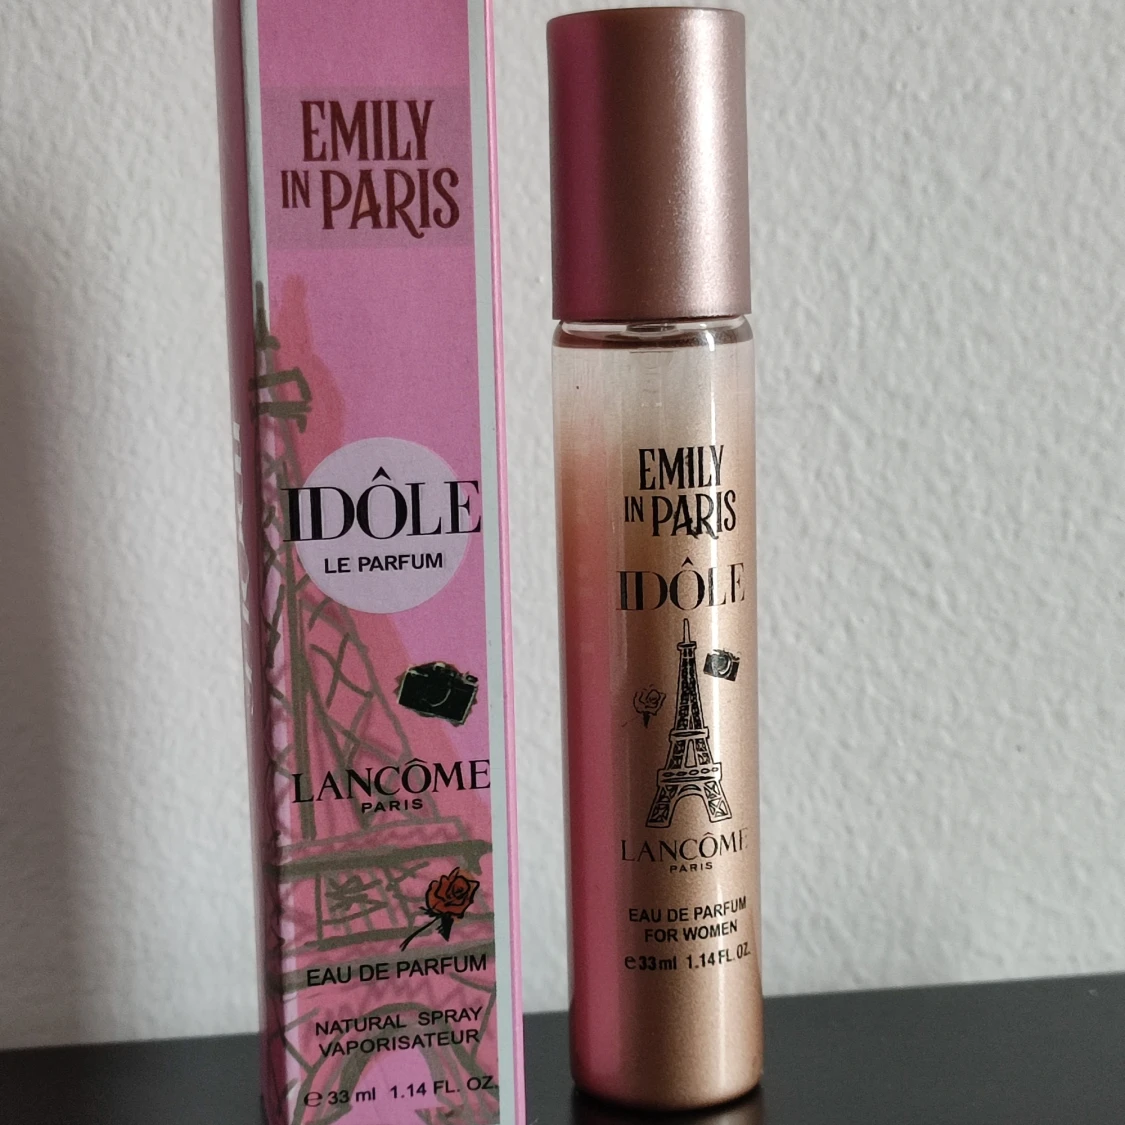 EMILY
IN PARIS
IDÔLE
LE PARFUM
LANCÔME
PARIS
EAU DE PARFUM
NATURAL SPRAY
VAPORISATEUR
℮ 33 ml 1.14 FL. OZ.
EMILY
IN PARIS
IDÔLE
LANCÔME
PARIS
EAU DE PARFUM
FOR WOMEN
℮ 33 ml 1.14 FL. OZ.